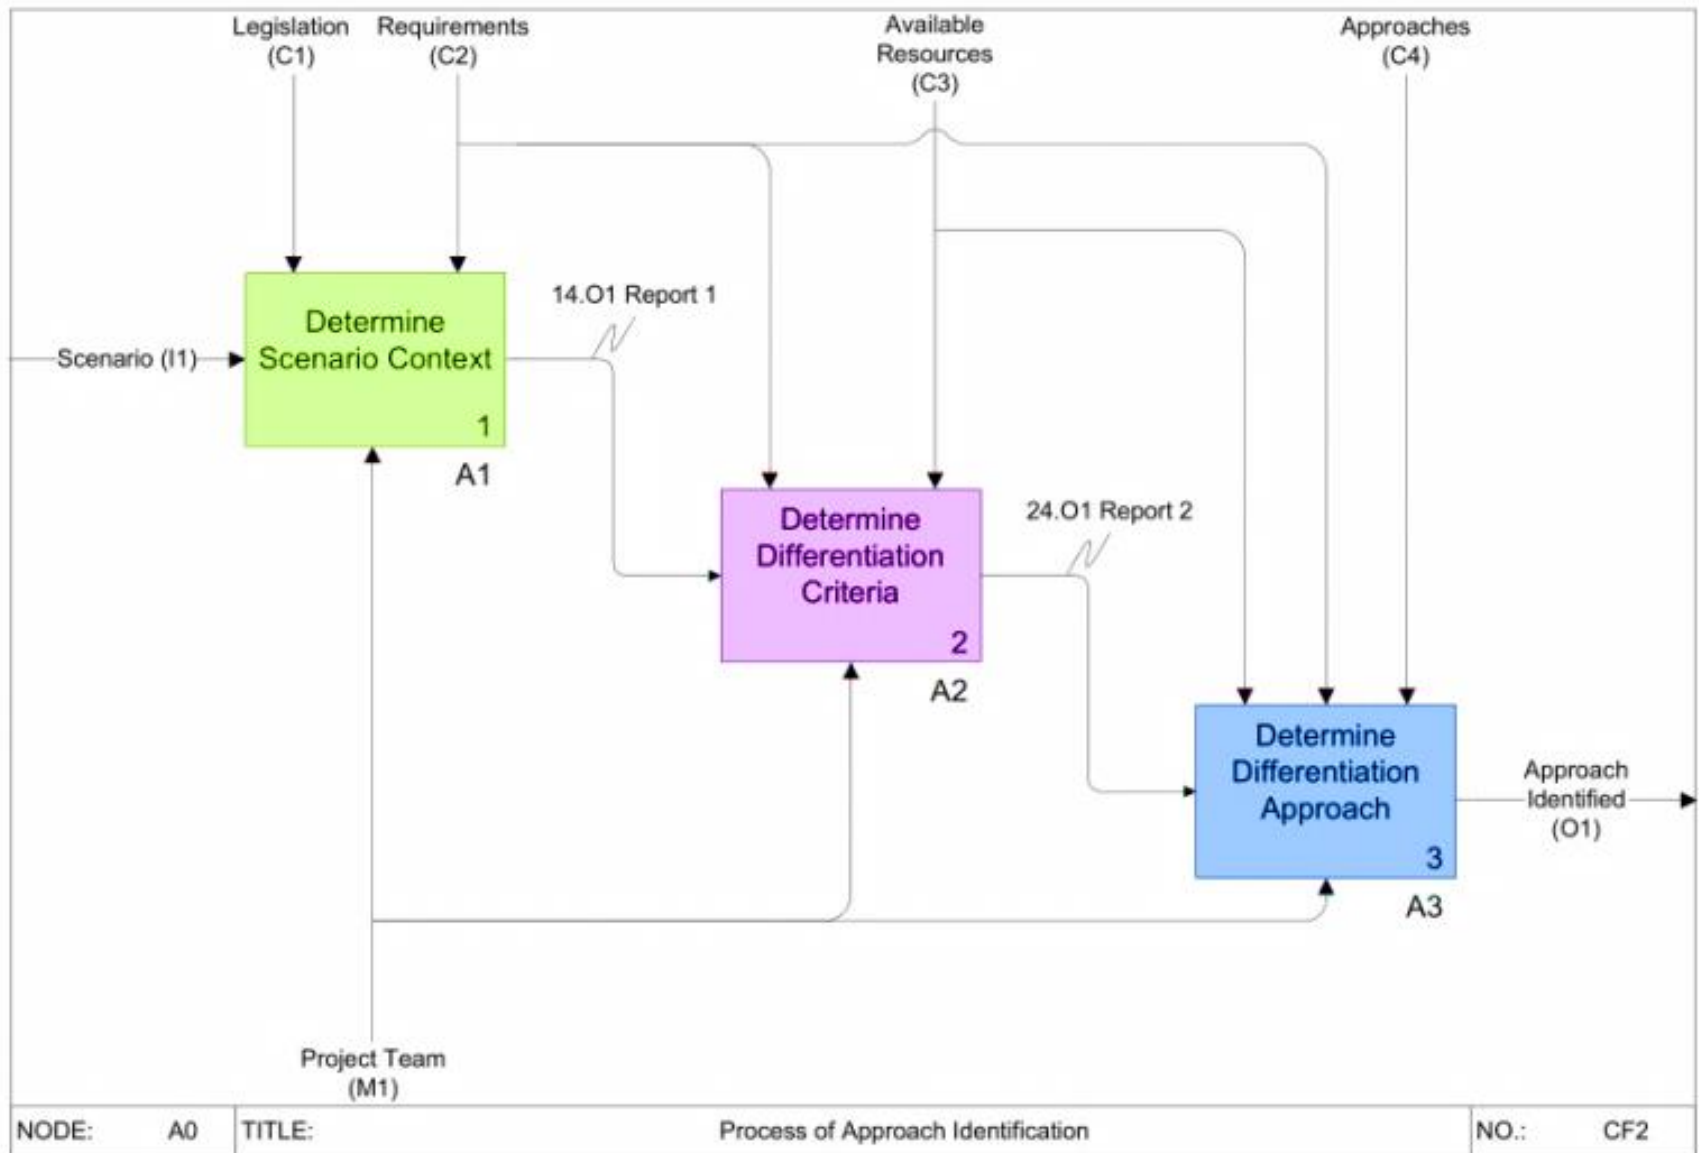 Legislation
(C1)
Requirements
(C2)
Available
Resources
(C3)
Approaches
(C4)
14.O1 Report 1
Scenario (I1)
Determine
Scenario Context
1
A1
24.O1 Report 2
Determine
Differentiation
Criteria
2
A2
Determine
Differentiation
Approach
3
A3
Approach
Identified
(O1)
Project Team
(M1)
NODE: A0 TITLE: Process of Approach Identification NO.: CF2